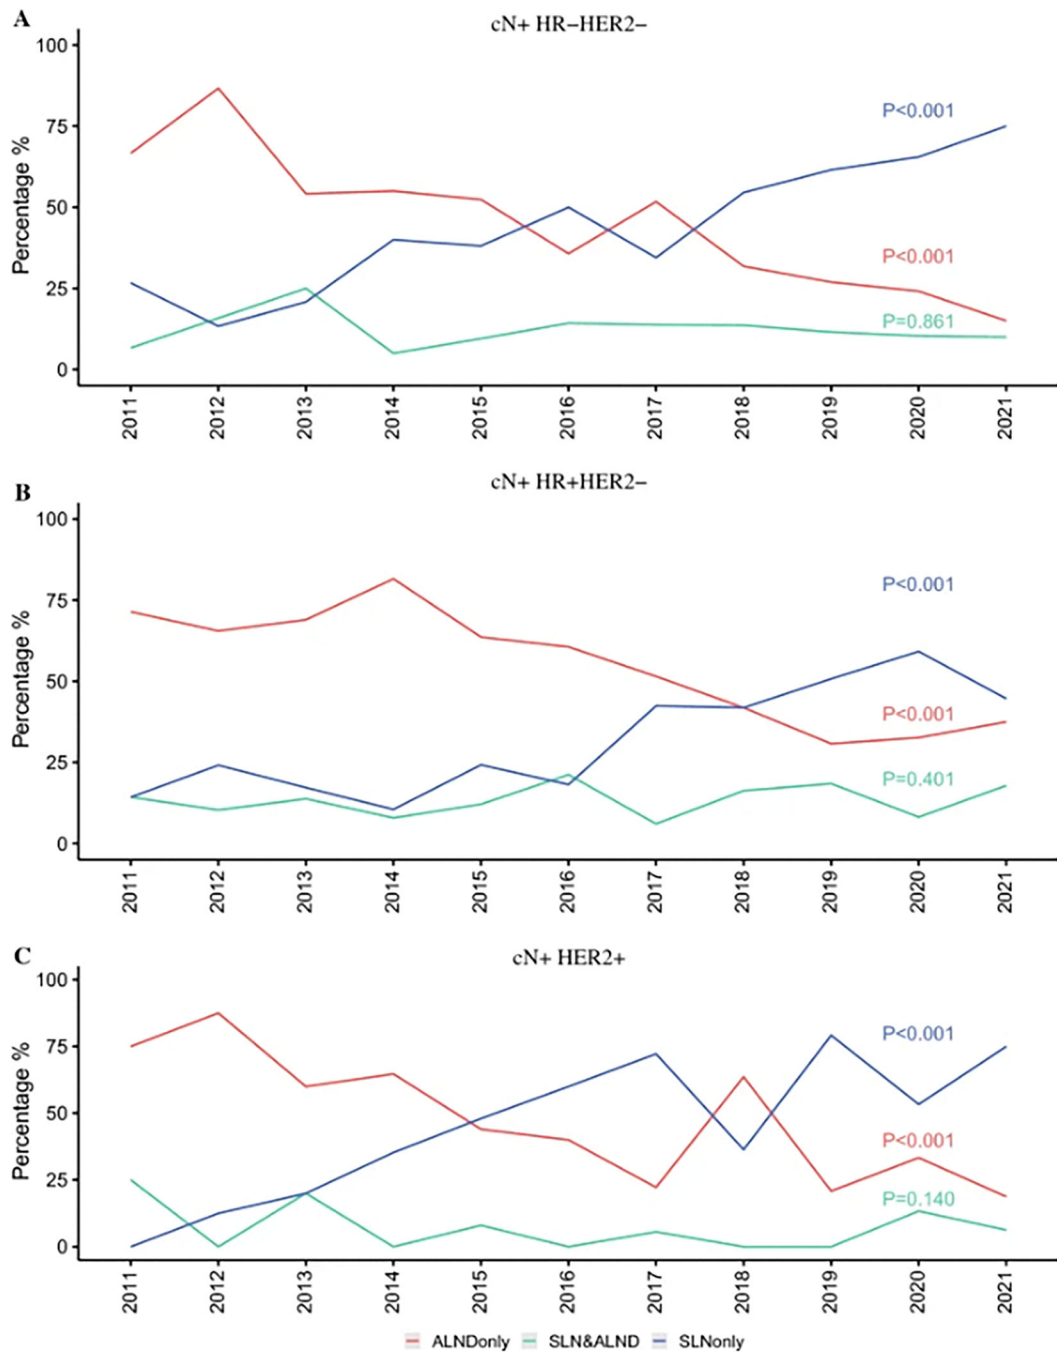 A
cN+ HR−HER2−
100
75
50
25
0
Percentage %
P<0.001
P<0.001
P=0.861
2011 2012 2013 2014 2015 2016 2017 2018 2019 2020 2021
B
cN+ HR+HER2−
100
75
50
25
0
Percentage %
P<0.001
P<0.001
P=0.401
2011 2012 2013 2014 2015 2016 2017 2018 2019 2020 2021
C
cN+ HER2+
100
75
50
25
0
Percentage %
P<0.001
P<0.001
P=0.140
2011 2012 2013 2014 2015 2016 2017 2018 2019 2020 2021
ALNDonly SLN&ALND SLNonly